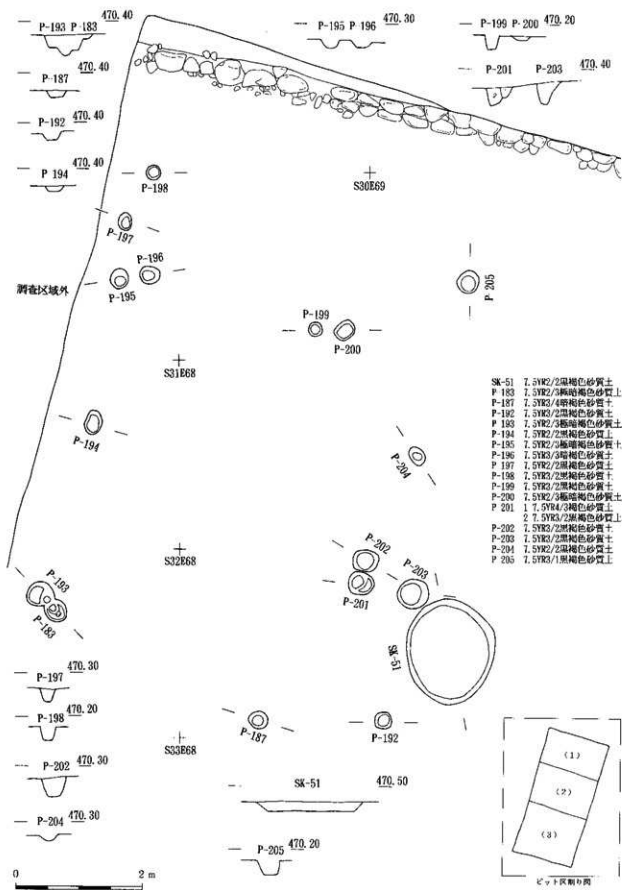 P-193 P-183 470.40
P-195 P-196 470.30
P-199 P-200 470.20
P-187 470.40
P-201 P-203 470.40
P-192 470.40
P 194 470.40
P-198
S30E69
P-197
P-196
調査区域外
P-195
P-205
P-199
P-200
S31E68
P-194
P-204
SK-51 7.5YR2/2黒褐色砂質土
P-183 7.5YR2/3極暗褐色砂質土
P-187 7.5YR3/4暗褐色砂質土
P-192 7.5YR3/2黒褐色砂質土
P 193 7.5YR2/3極暗褐色砂質土
P-194 7.5YR2/2黒褐色砂質土
P-195 7.5YR2/3極暗褐色砂質土
P-196 7.5YR3/3暗褐色砂質土
P 197 7.5YR2/2黒褐色砂質土
P-198 7.5YR3/2黒褐色砂質土
P-199 7.5YR3/2黒褐色砂質土
P-200 7.5YR2/3極暗褐色砂質土
P 201 1 7.5YR4/3褐色砂質土
2 7.5YR3/2黒褐色砂質土
P-202 7.5YR3/2黒褐色砂質土
P-203 7.5YR3/2黒褐色砂質土
P-204 7.5YR2/2黒褐色砂質土
P 205 7.5YR3/1黒褐色砂質土
S32E68
P-202
P-203
P-201
P-193
P-183
SK-51
P-197 470.30
P-198 470.20
P-187
P-192
S33E68
P-202 470.30
SK-51 470.50
P-204 470.30
P-205 470.20
(1)
(2)
(3)
0 2 m
ピット区割り図